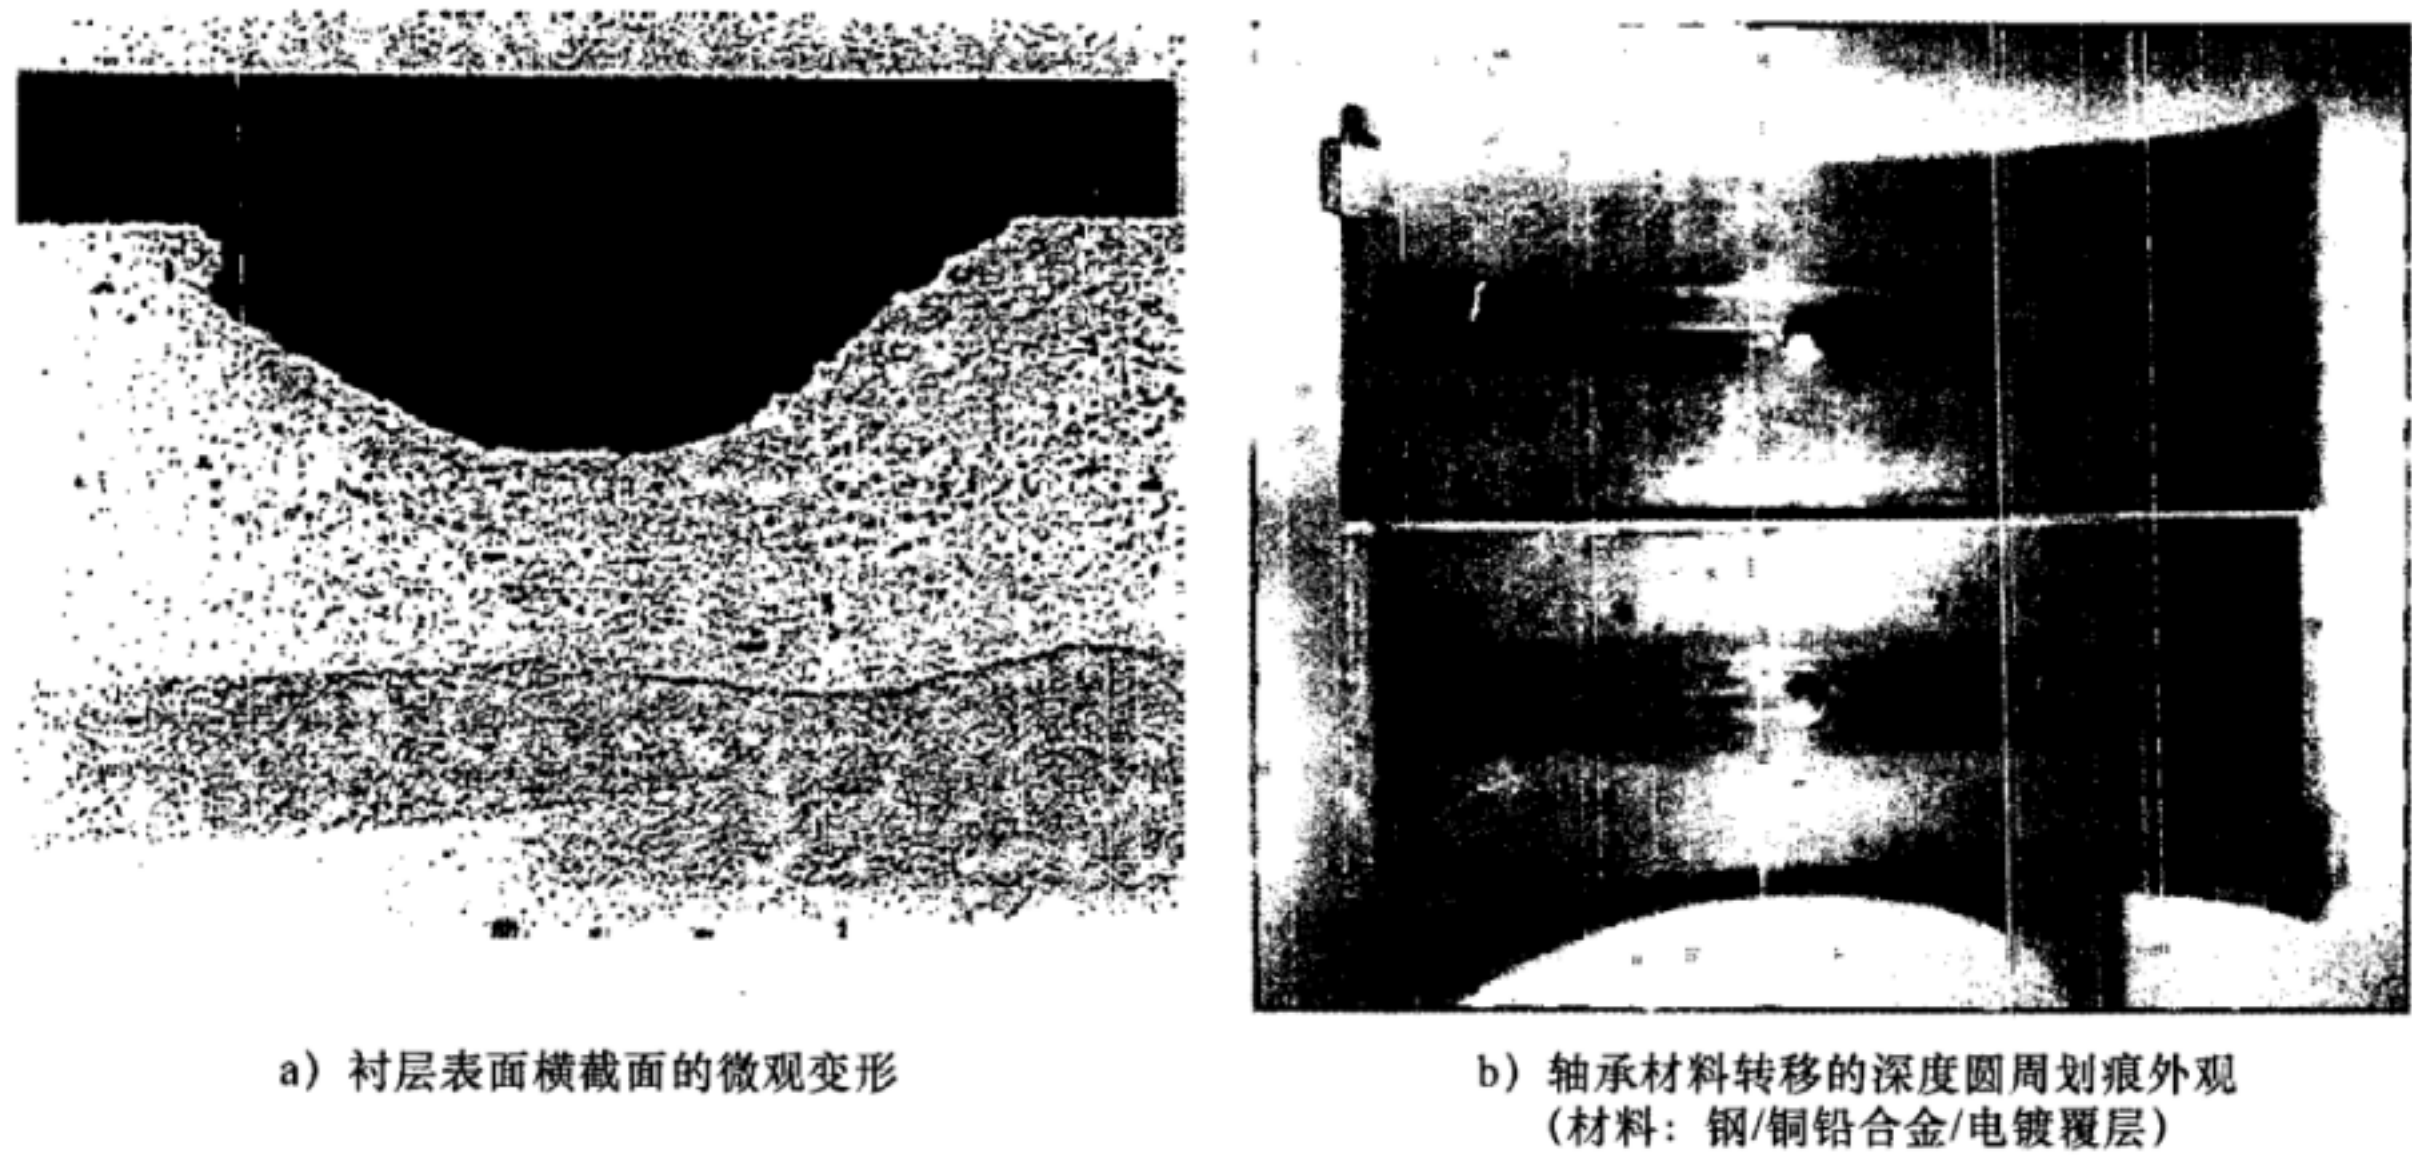 a）衬层表面横截面的微观变形
b）轴承材料转移的深度圆周划痕外观
（材料：钢/铜铅合金/电镀覆层）